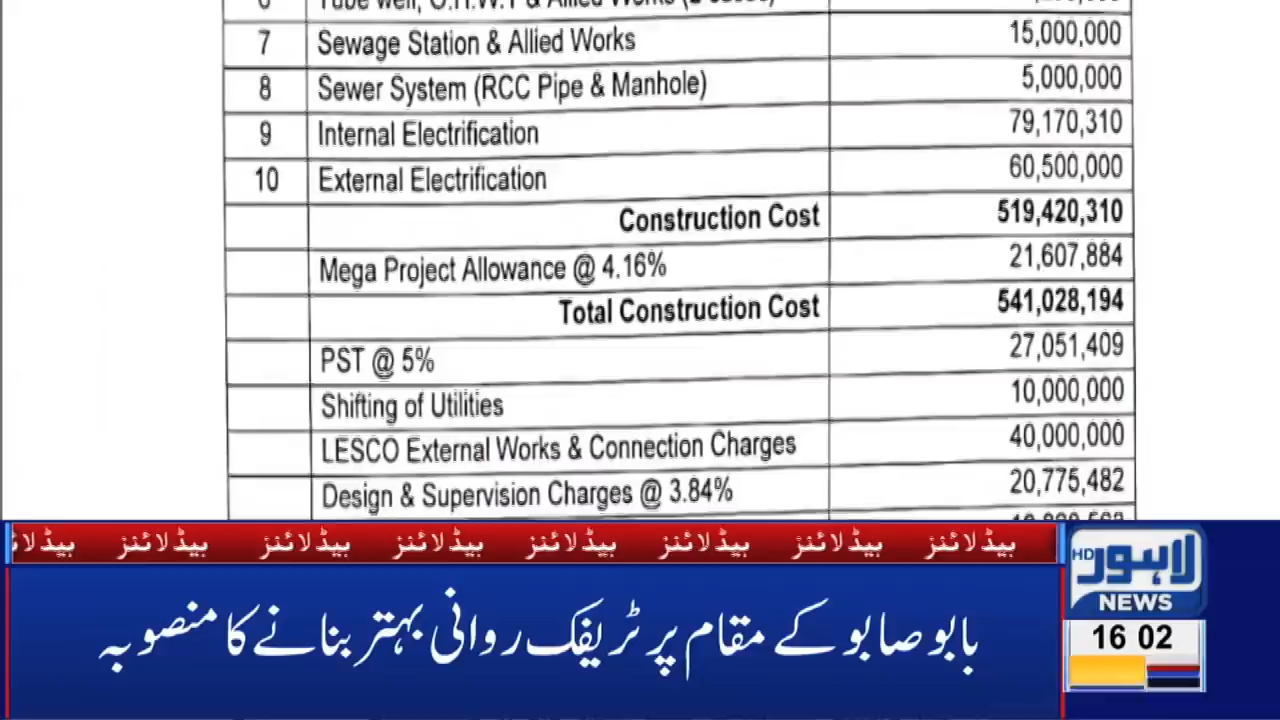 7 Sewage Station & Allied Works 15,000,000
8 Sewer System (RCC Pipe & Manhole) 5,000,000
9 Internal Electrification 79,170,310
10 External Electrification 60,500,000
Construction Cost 519,420,310
Mega Project Allowance @ 4.16% 21,607,884
Total Construction Cost 541,028,194
PST @ 5% 27,051,409
Shifting of Utilities 10,000,000
LESCO External Works & Connection Charges 40,000,000
Design & Supervision Charges @ 3.84% 20,775,482
ہیڈلائنز ہیڈلائنز ہیڈلائنز ہیڈلائنز ہیڈلائنز ہیڈلائنز ہیڈلائنز
بابو صابو کے مقام پر ٹریفک روانی بہتر بنانے کا منصوبہ
لاہور HD
NEWS
16 02